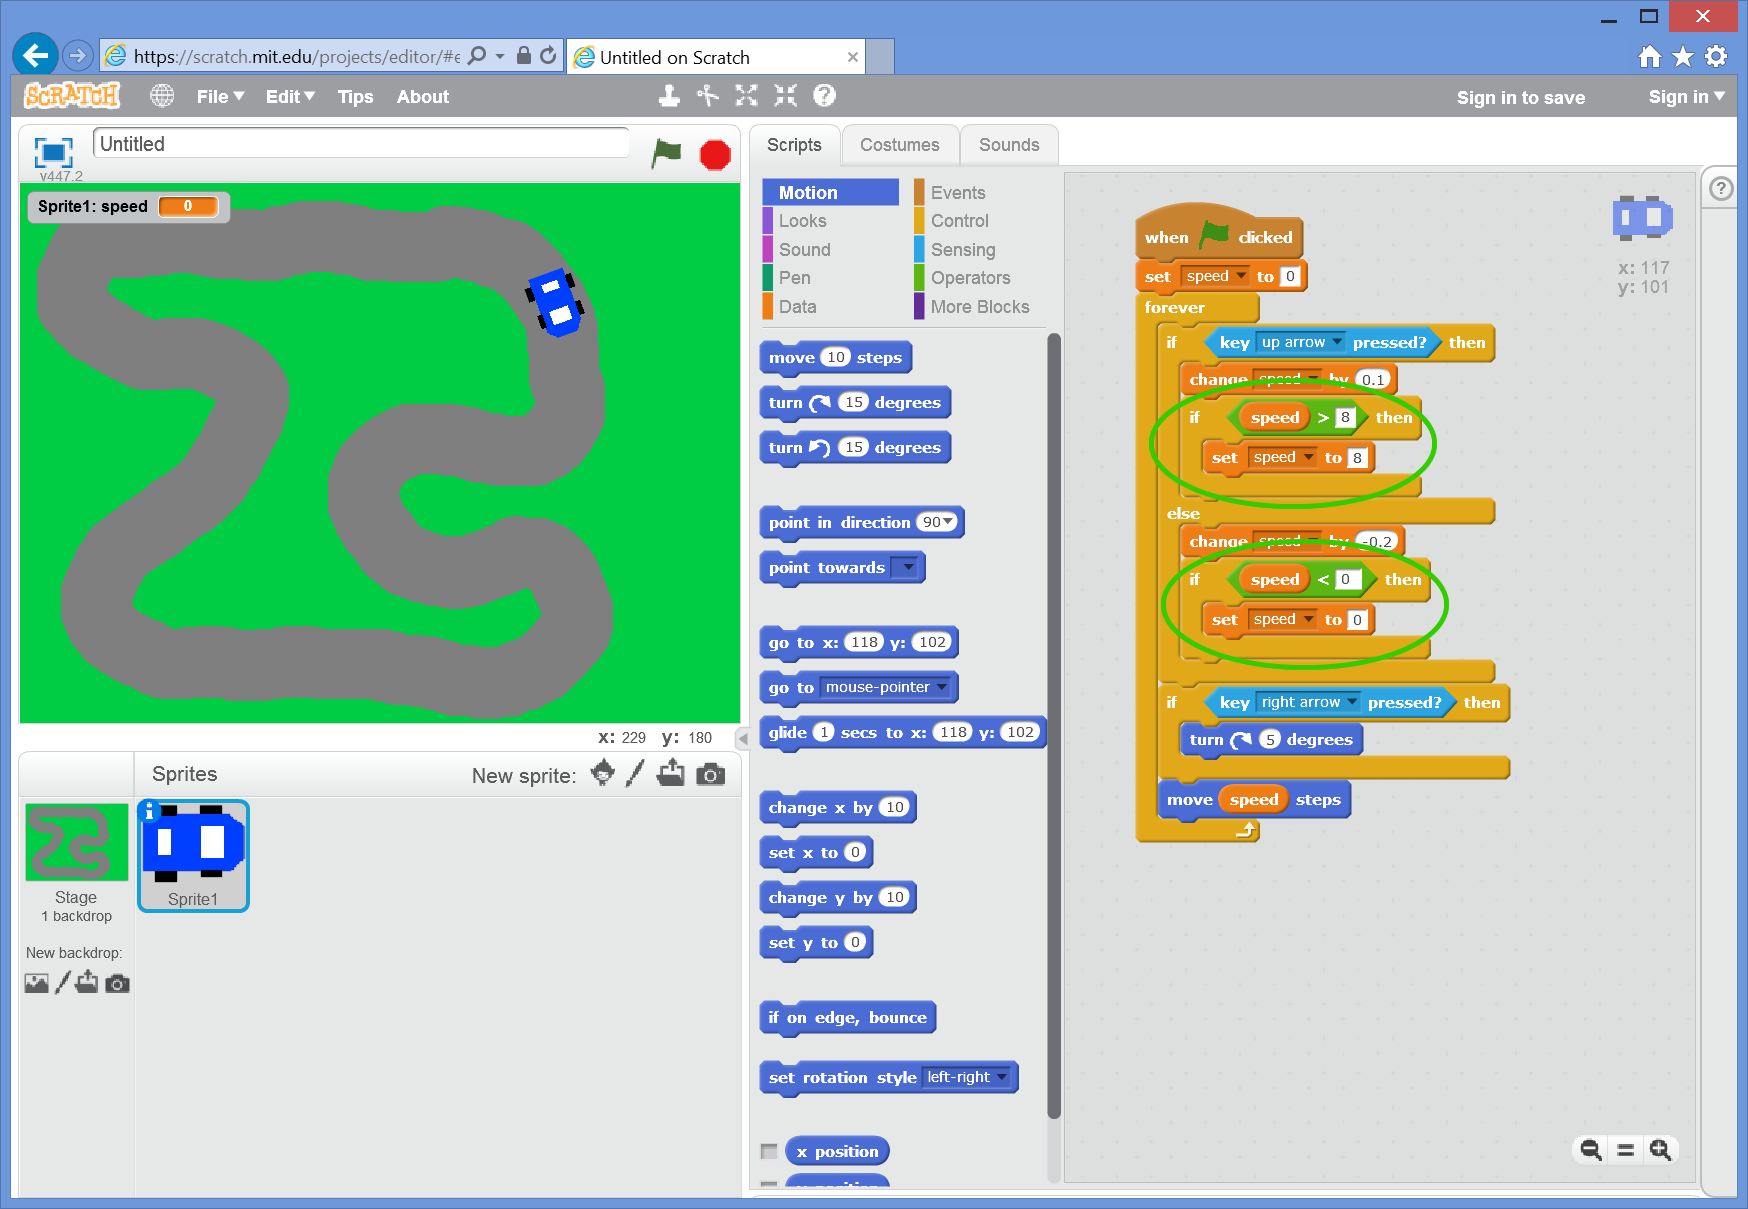 https://scratch.mit.edu/projects/editor/#e
Untitled on Scratch
SCRATCH
File
Edit
Tips
About
Sign in to save
Sign in
Untitled
v447.2
Scripts
Costumes
Sounds
Sprite1: speed 0
Motion
Events
Looks
Control
Sound
Sensing
Pen
Operators
Data
More Blocks
move 10 steps
turn 15 degrees
turn 15 degrees
point in direction 90
point towards
go to x: 118 y: 102
go to mouse-pointer
glide 1 secs to x: 118 y: 102
change x by 10
set x to 0
change y by 10
set y to 0
if on edge, bounce
set rotation style left-right
x position
y position
when clicked
set speed to 0
forever
if key up arrow pressed? then
change speed by 0.1
if speed > 8 then
set speed to 8
else
change speed by -0.2
if speed < 0 then
set speed to 0
if key right arrow pressed? then
turn 5 degrees
move speed steps
x: 117
y: 101
?
x: 229 y: 180
Sprites
New sprite:
Stage
1 backdrop
Sprite1
New backdrop: